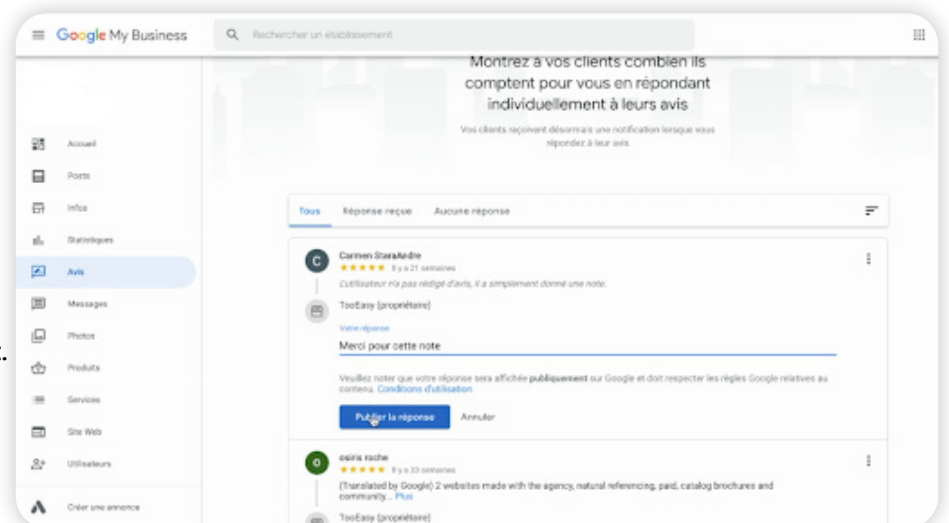 Google My Business
Rechercher un établissement
Montrez à vos clients combien ils
comptent pour vous en répondant
individuellement à leurs avis
Vos clients reçoivent désormais une notification lorsque vous
répondez à leur avis
Accueil
Posts
Infos
Statistiques
Avis
Messages
Photos
Produits
Services
Site Web
Utilisateurs
Créer une annonce
Tous Réponse reçue Aucune réponse
C
Carmen StaraAndre
Il y a 21 semaines
L'utilisateur n'a pas rédigé d'avis, il a simplement donné une note.
TooEasy (propriétaire)
Votre réponse
Merci pour cette note
Veuillez noter que votre réponse sera affichée publiquement sur Google et doit respecter les règles Google relatives au
contenu. Conditions d'utilisation
Publier la réponse Annuler
O
osiris roche
Il y a 33 semaines
(Translated by Google) 2 websites made with the agency, natural referencing, paid, catalog brochures and
community... Plus
TooEasy (propriétaire)